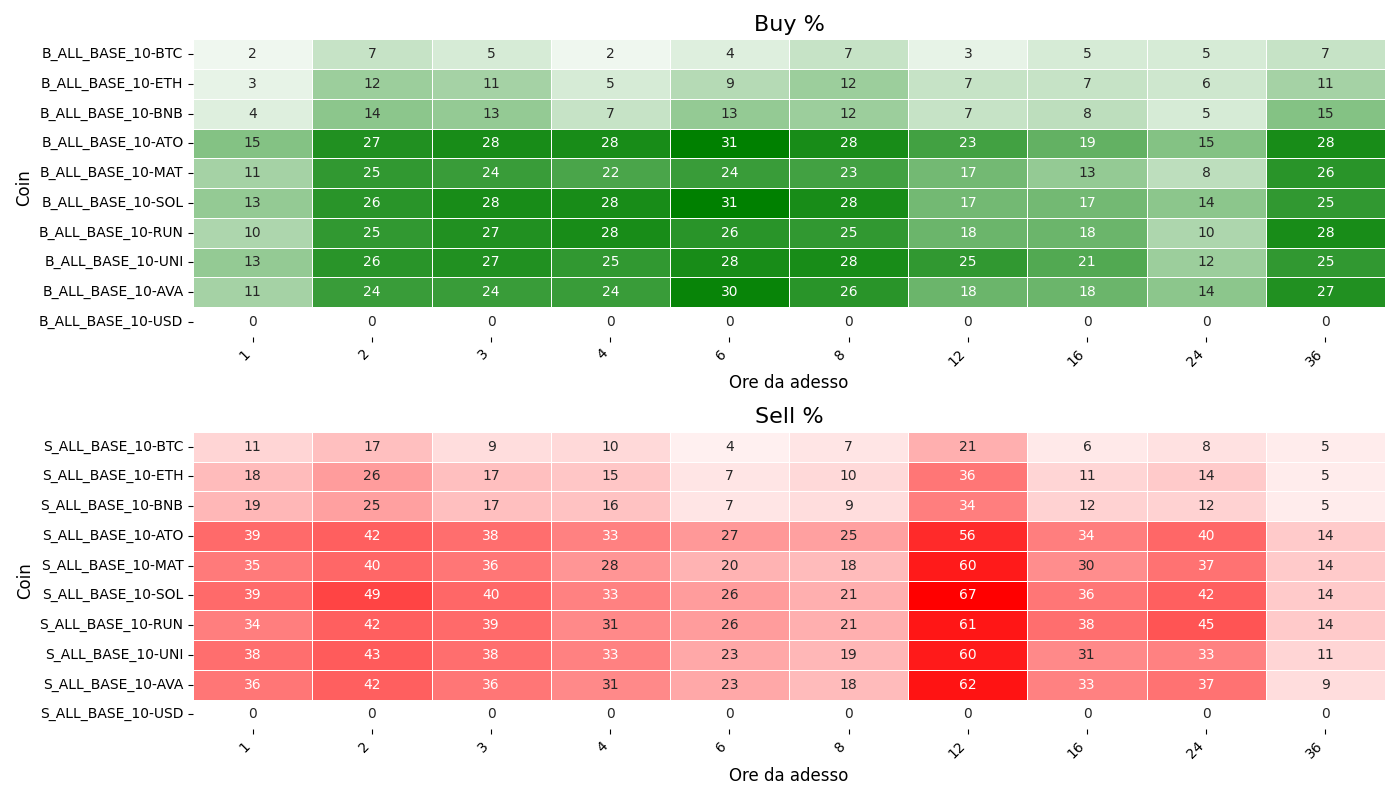 Buy %
Coin
B_ALL_BASE_10-BTC 2 7 5 2 4 7 3 5 5 7
B_ALL_BASE_10-ETH 3 12 11 5 9 12 7 7 6 11
B_ALL_BASE_10-BNB 4 14 13 7 13 12 7 8 5 15
B_ALL_BASE_10-ATO 15 27 28 28 31 28 23 19 15 28
B_ALL_BASE_10-MAT 11 25 24 22 24 23 17 13 8 26
B_ALL_BASE_10-SOL 13 26 28 28 31 28 17 17 14 25
B_ALL_BASE_10-RUN 10 25 27 28 26 25 18 18 10 28
B_ALL_BASE_10-UNI 13 26 27 25 28 28 25 21 12 25
B_ALL_BASE_10-AVA 11 24 24 24 30 26 18 18 14 27
B_ALL_BASE_10-USD 0 0 0 0 0 0 0 0 0 0
1 2 3 4 6 8 12 16 24 36
Ore da adesso
Sell %
Coin
S_ALL_BASE_10-BTC 11 17 9 10 4 7 21 6 8 5
S_ALL_BASE_10-ETH 18 26 17 15 7 10 36 11 14 5
S_ALL_BASE_10-BNB 19 25 17 16 7 9 34 12 12 5
S_ALL_BASE_10-ATO 39 42 38 33 27 25 56 34 40 14
S_ALL_BASE_10-MAT 35 40 36 28 20 18 60 30 37 14
S_ALL_BASE_10-SOL 39 49 40 33 26 21 67 36 42 14
S_ALL_BASE_10-RUN 34 42 39 31 26 21 61 38 45 14
S_ALL_BASE_10-UNI 38 43 38 33 23 19 60 31 33 11
S_ALL_BASE_10-AVA 36 42 36 31 23 18 62 33 37 9
S_ALL_BASE_10-USD 0 0 0 0 0 0 0 0 0 0
1 2 3 4 6 8 12 16 24 36
Ore da adesso